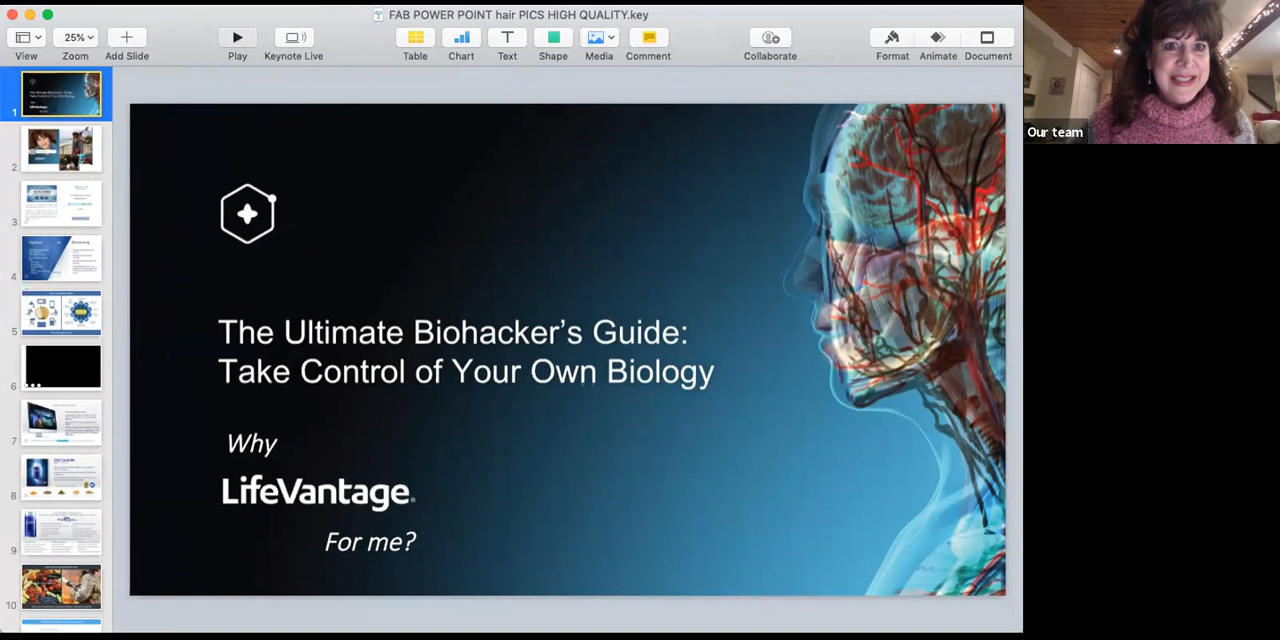 FAB POWER POINT hair PICS HIGH QUALITY.key
25%
View
Zoom
Add Slide
Play
Keynote Live
Table
Chart
Text
Shape
Media
Comment
Collaborate
Format
Animate
Document
Our team
1
2
3
4
5
6
7
8
9
10
The Ultimate Biohacker’s Guide:
Take Control of Your Own Biology
Why
LifeVantage®
For me?